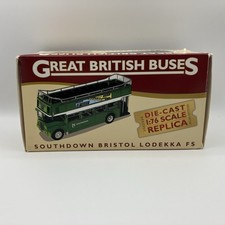 GREAT BRITISH BUSES
DIE-CAST
1:76 SCALE
REPLICA
SOUTHDOWN BRISTOL LODEKKA FS